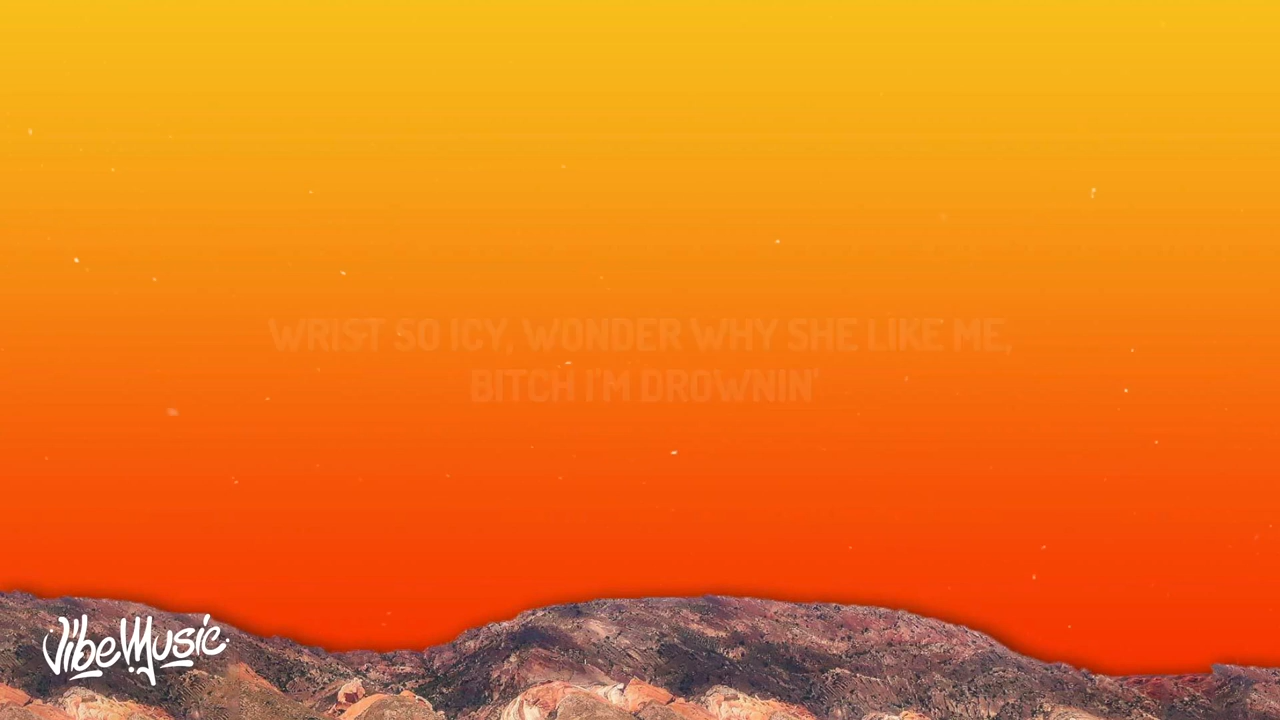 WRIST SO ICY, WONDER WHY SHE LIKE ME,
BITCH I'M DROWNIN'
VibeMusic